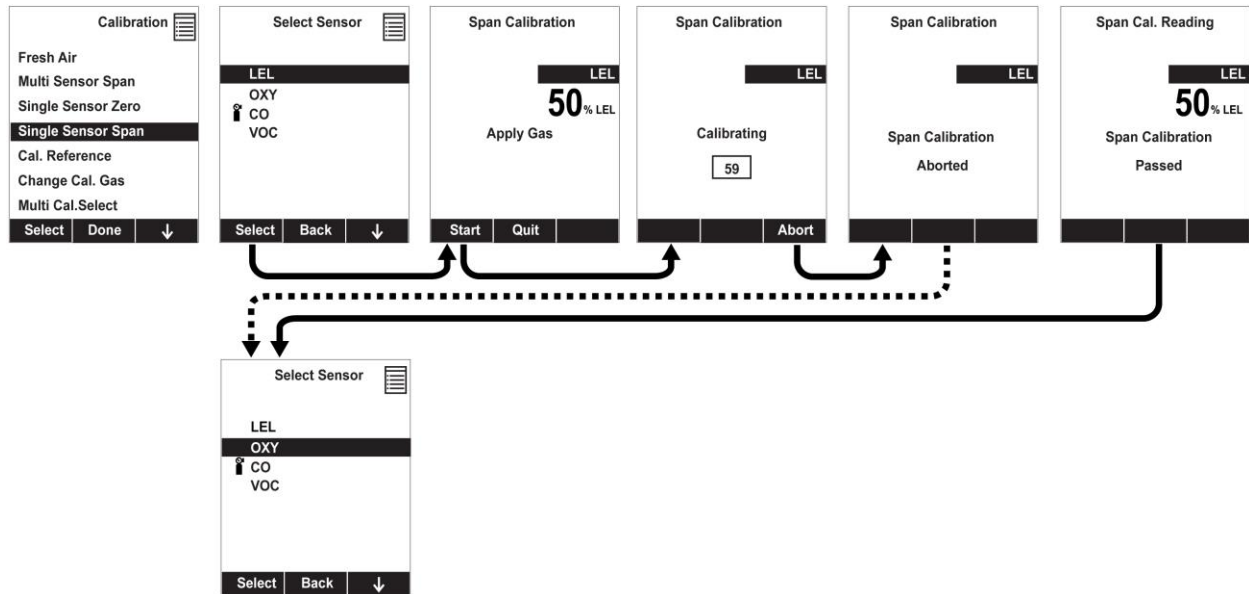 Calibration
Fresh Air
Multi Sensor Span
Single Sensor Zero
Single Sensor Span
Cal. Reference
Change Cal. Gas
Multi Cal.Select
Select Done ↓
Select Sensor
LEL
OXY
CO
VOC
Select Back ↓
Span Calibration
LEL
50 % LEL
Apply Gas
Start Quit
Span Calibration
LEL
Calibrating
59
Abort
Span Calibration
LEL
Span Calibration
Aborted
Span Cal. Reading
LEL
50 % LEL
Span Calibration
Passed
Select Sensor
LEL
OXY
CO
VOC
Select Back ↓